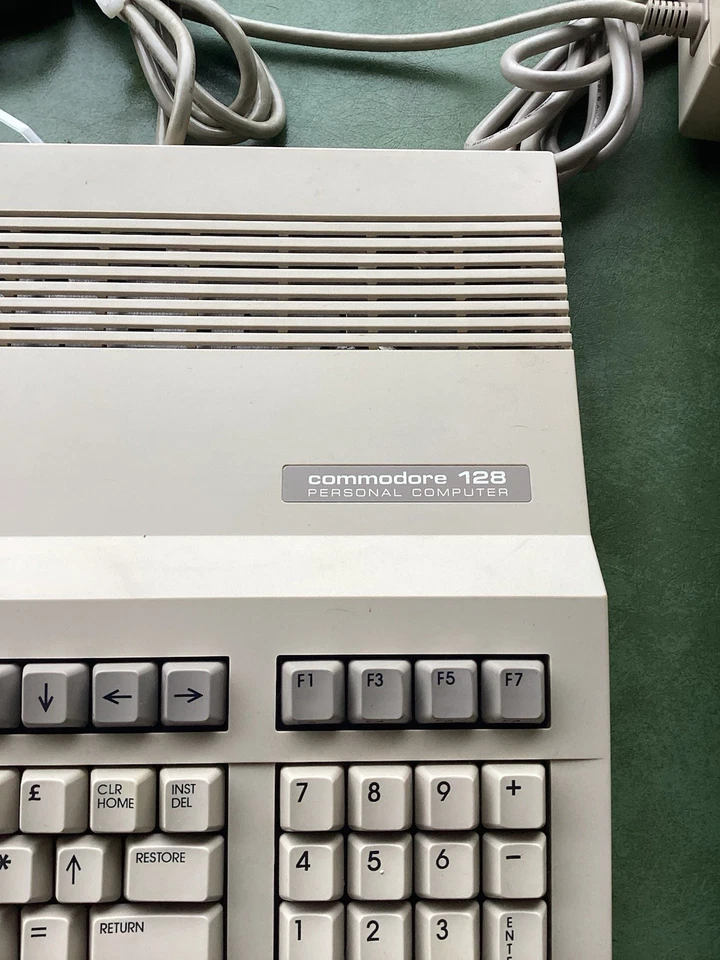 commodore 128
PERSONAL COMPUTER
↓ ← →
F1 F3 F5 F7
£
CLR
HOME
INST
DEL
7 8 9 +
*
↑
RESTORE
4 5 6 -
=
RETURN
1 2 3